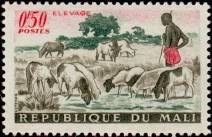 ELEVAGE
0,50
POSTES
REPUBLIQUE DU MALI